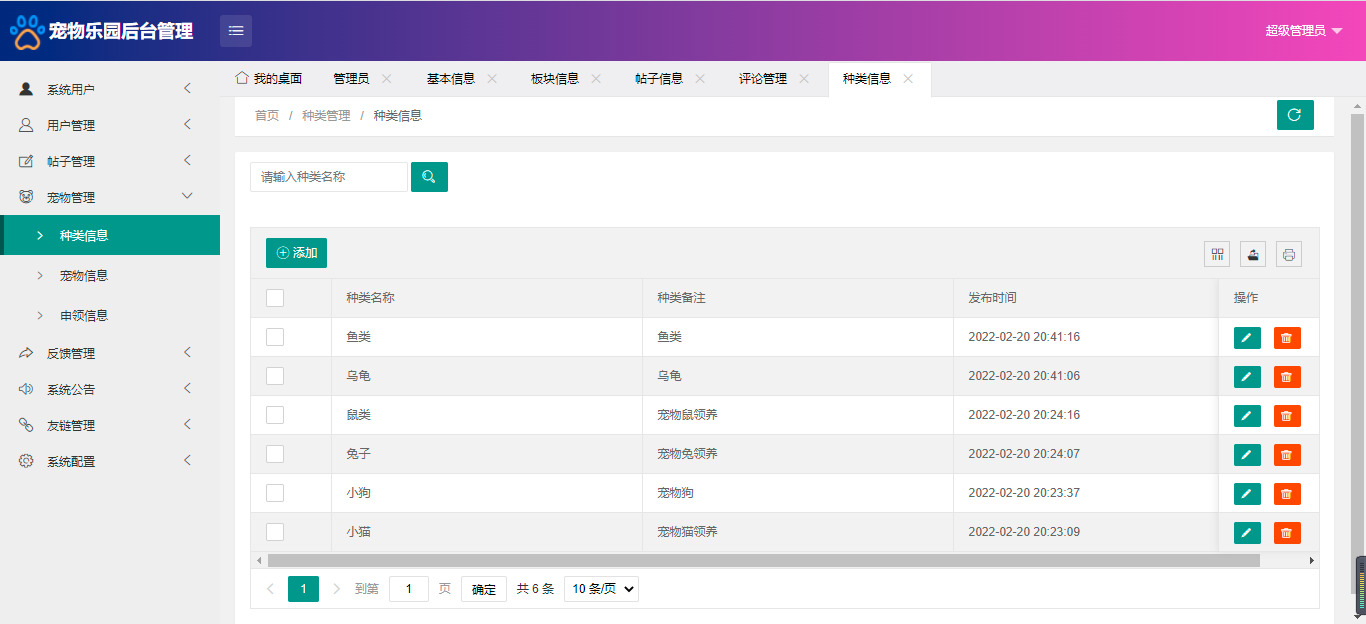 宠物乐园后台管理
超级管理员
系统用户
用户管理
帖子管理
宠物管理
种类信息
宠物信息
申领信息
反馈管理
系统公告
友链管理
系统配置
我的桌面 管理员 基本信息 板块信息 帖子信息 评论管理 种类信息
首页 / 种类管理 / 种类信息
请输入种类名称
添加
种类名称 种类备注 发布时间 操作
鱼类 鱼类 2022-02-20 20:41:16
乌龟 乌龟 2022-02-20 20:41:06
鼠类 宠物鼠领养 2022-02-20 20:24:16
兔子 宠物兔领养 2022-02-20 20:24:07
小狗 宠物狗 2022-02-20 20:23:37
小猫 宠物猫领养 2022-02-20 20:23:09
1 到第 1 页 确定 共 6 条 10 条/页